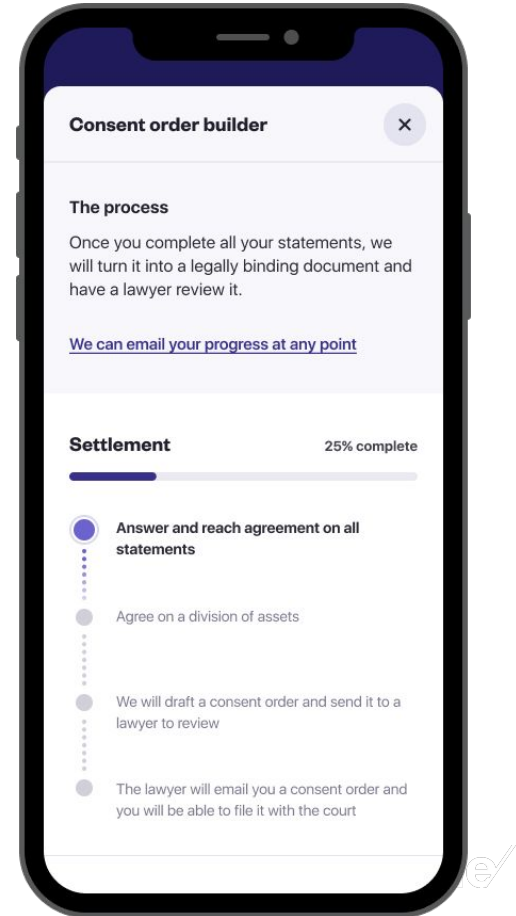 Consent order builder
The process
Once you complete all your statements, we
will turn it into a legally binding document and
have a lawyer review it.
We can email your progress at any point
Settlement
25% complete
Answer and reach agreement on all
statements
Agree on a division of assets
We will draft a consent order and send it to a
lawyer to review
The lawyer will email you a consent order and
you will be able to file it with the court